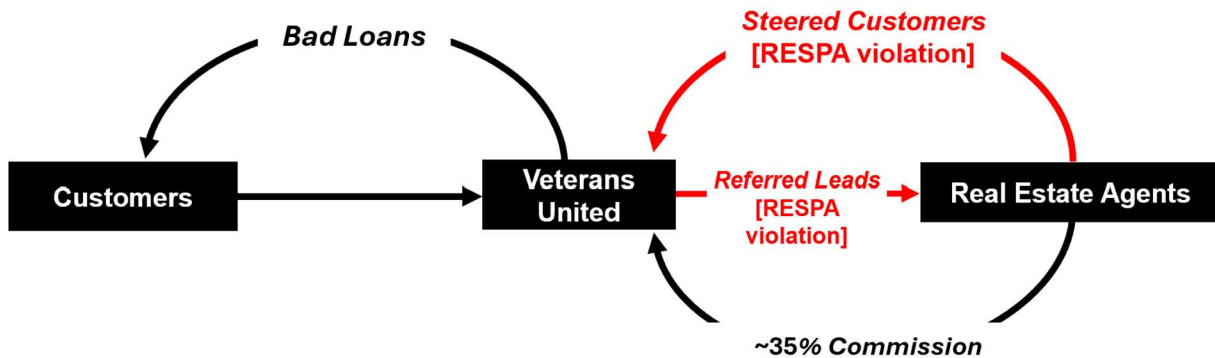 Bad Loans
Steered Customers
[RESPA violation]
Customers
Veterans
United
Referred Leads
[RESPA
violation]
Real Estate Agents
~35% Commission